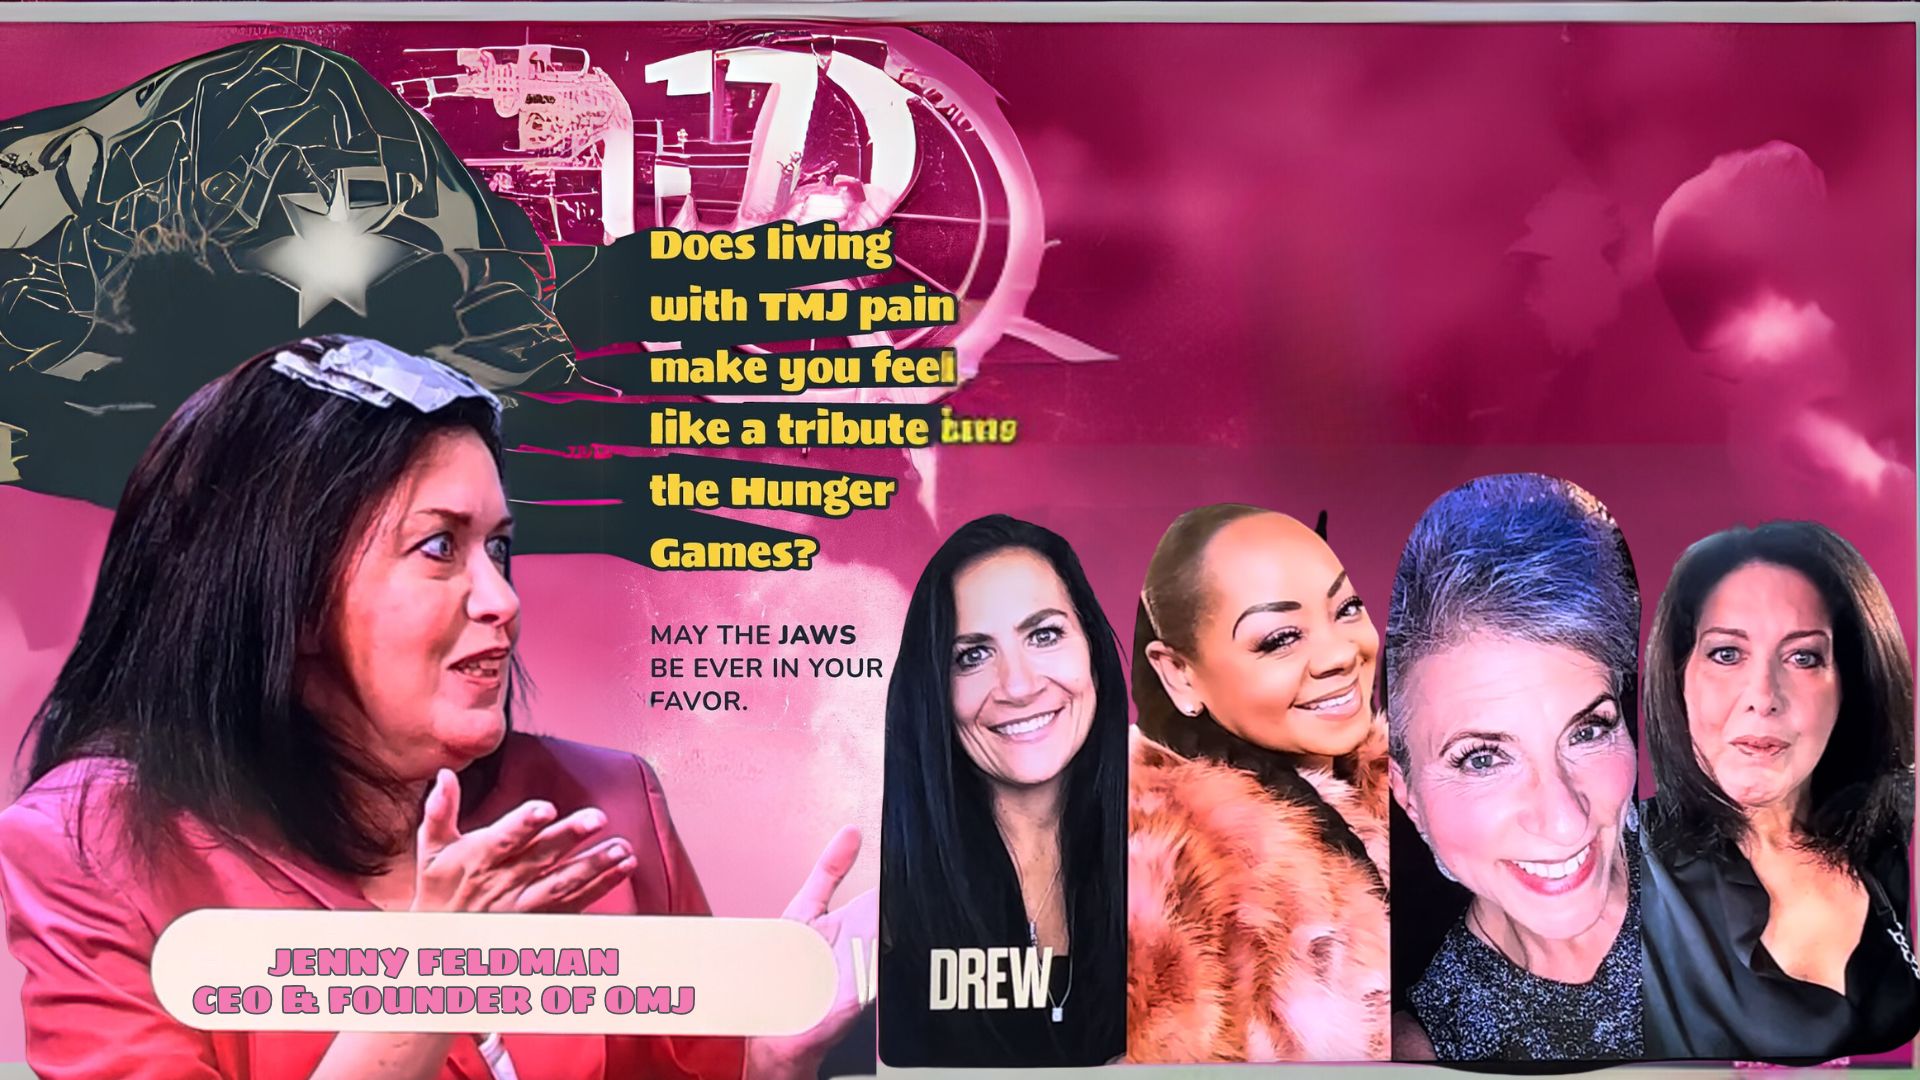 17
Does living
with TMJ pain
make you feel
like a tribute
the Hunger
Games?
MAY THE JAWS
BE EVER IN YOUR
FAVOR.
DREW
JENNY FELDMAN
CEO & FOUNDER OF OMJ